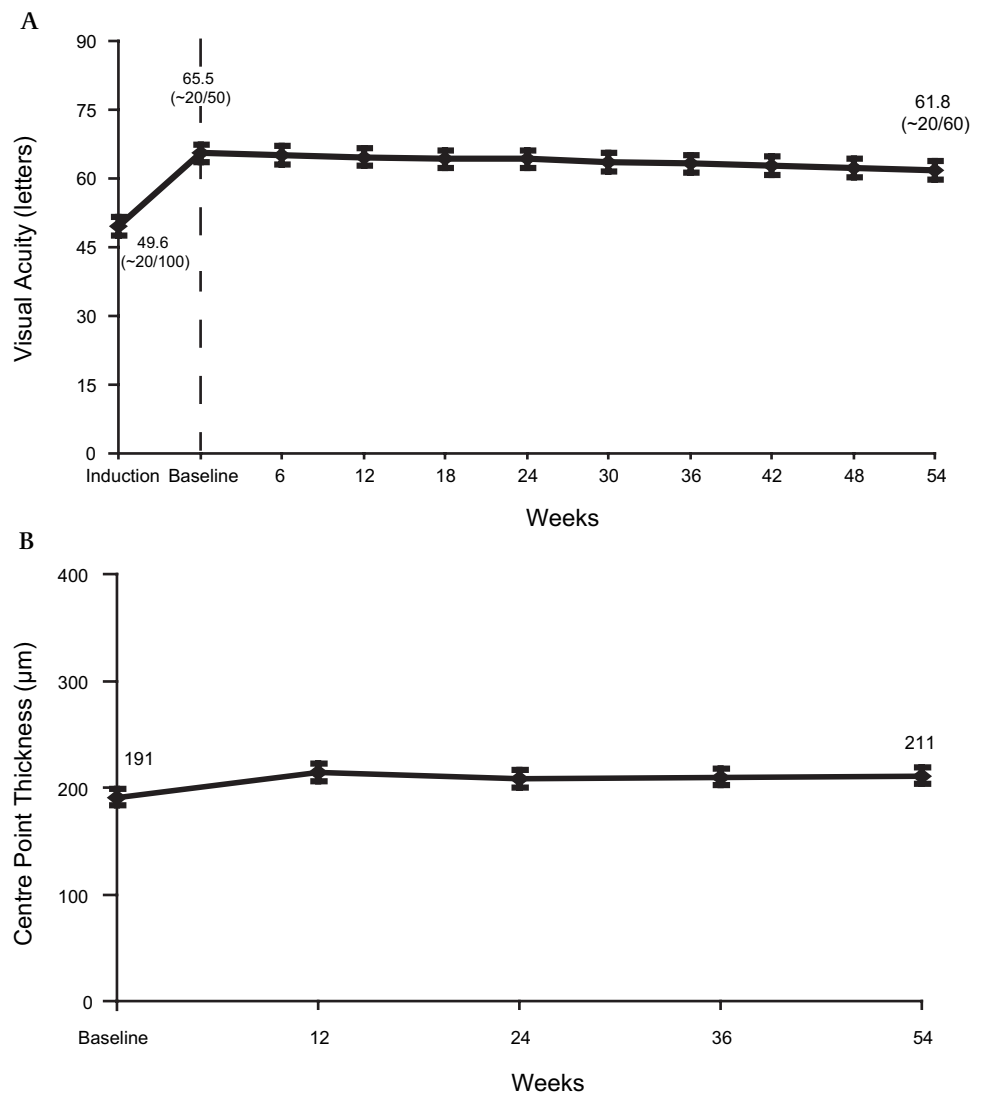 A
90
75
60
45
30
15
0
Visual Acuity (letters)
65.5
(~20/50)
61.8
(~20/60)
49.6
(~20/100)
Induction Baseline 6 12 18 24 30 36 42 48 54
Weeks
B
400
300
200
100
0
Centre Point Thickness (μm)
191
211
Baseline 12 24 36 54
Weeks